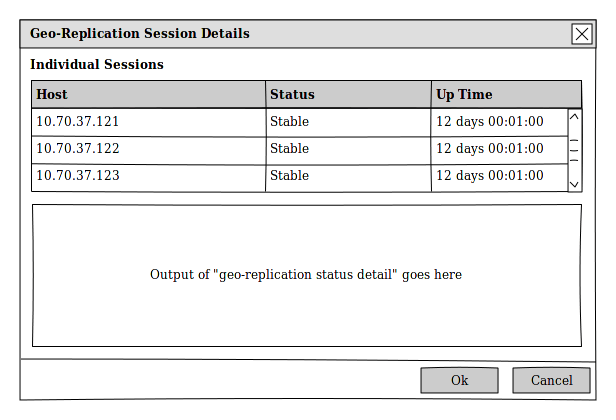 Geo-Replication Session Details
Individual Sessions
Host Status Up Time
10.70.37.121 Stable 12 days 00:01:00
10.70.37.122 Stable 12 days 00:01:00
10.70.37.123 Stable 12 days 00:01:00
Output of "geo-replication status detail" goes here
Ok Cancel